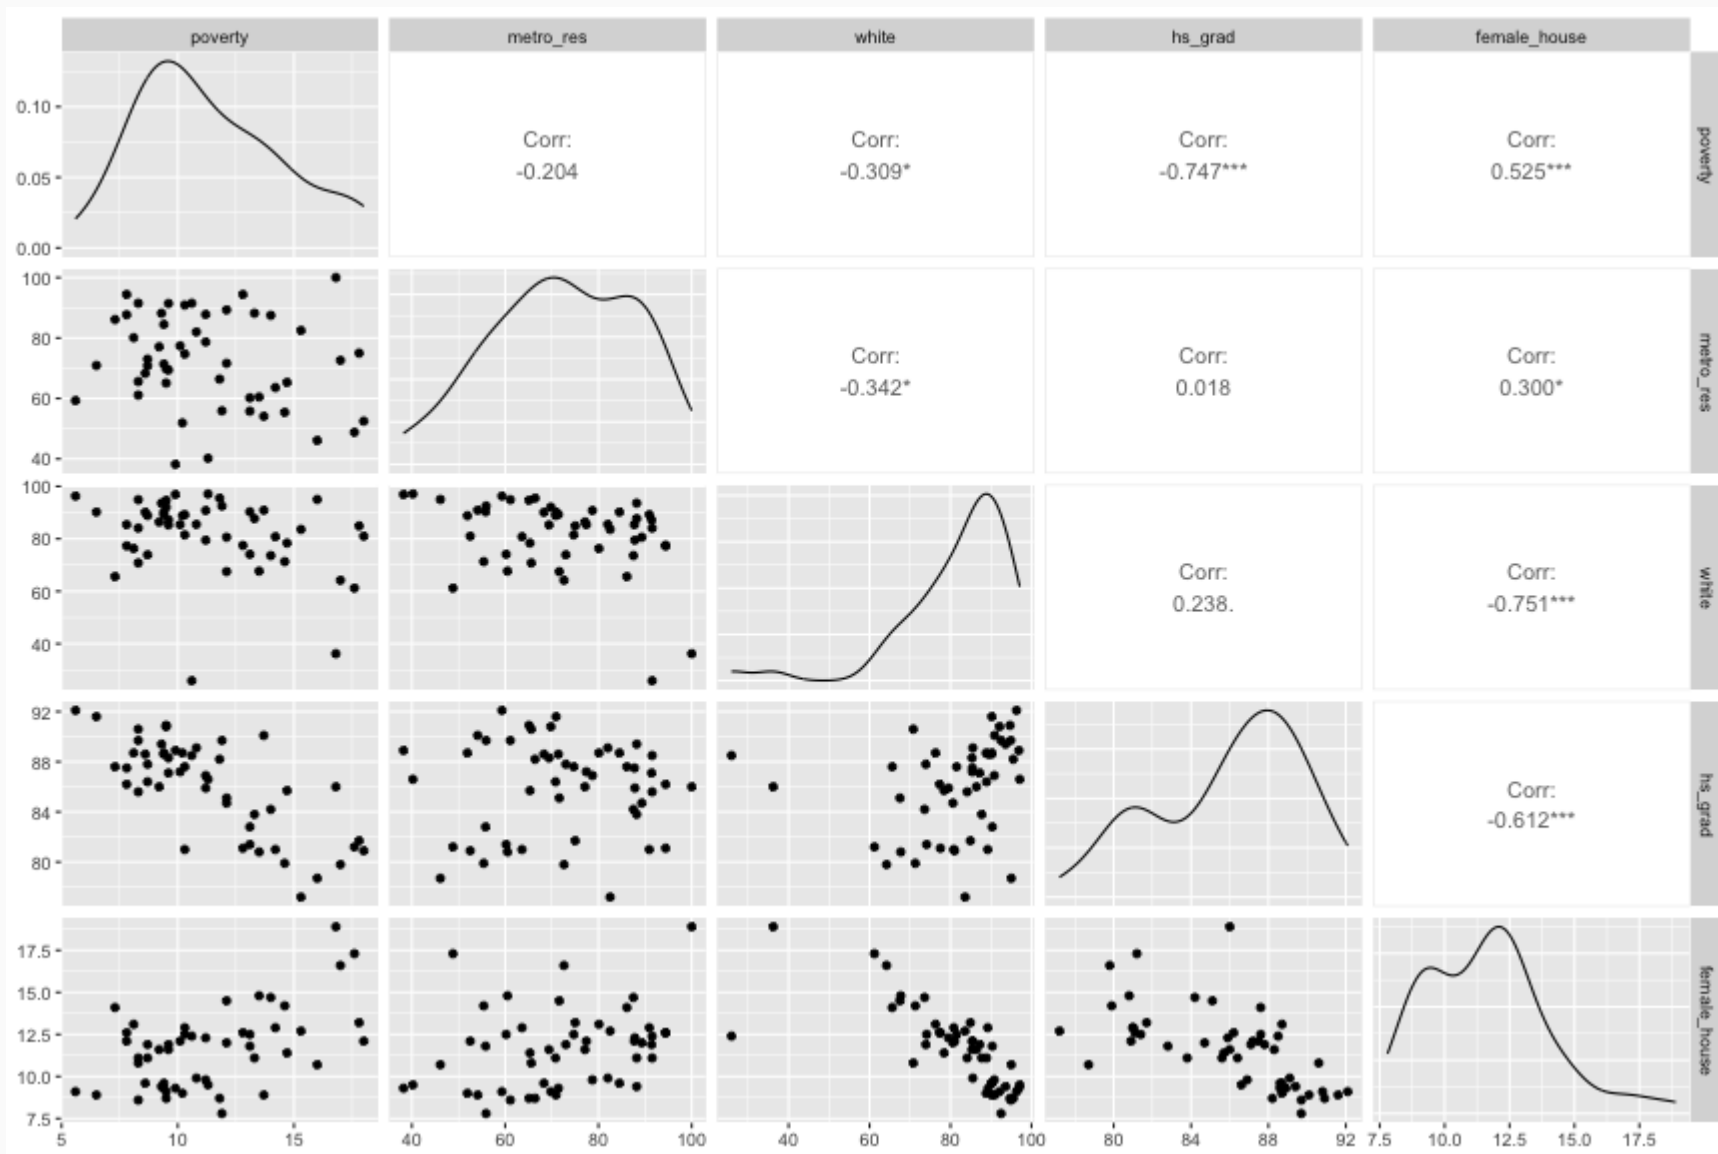 poverty metro_res white hs_grad female_house
0.10
0.05
0.00
Corr:
-0.204
Corr:
-0.309*
Corr:
-0.747***
Corr:
0.525***
poverty
100
80
60
40
Corr:
-0.342*
Corr:
0.018
Corr:
0.300*
metro_res
100
80
60
40
Corr:
0.238.
Corr:
-0.751***
white
92
88
84
80
Corr:
-0.612***
hs_grad
17.5
15.0
12.5
10.0
7.5
female_house
5 10 15 40 60 80 100 40 60 80 100 80 84 88 92 7.5 10.0 12.5 15.0 17.5